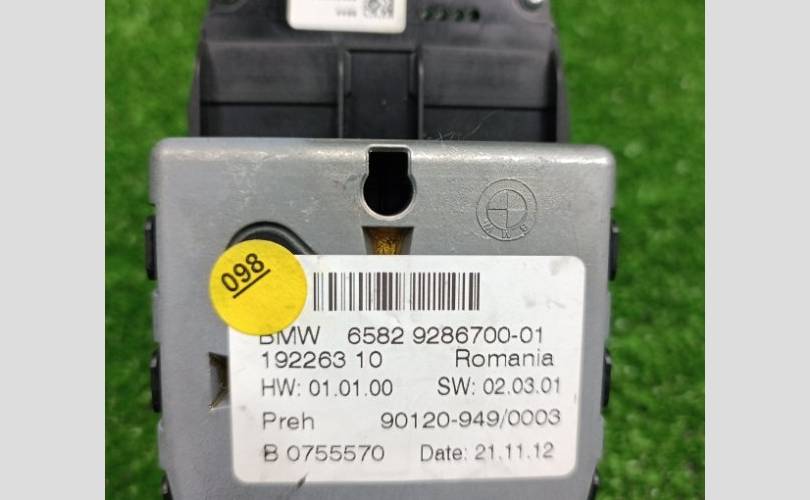 098
BMW 6582 9286700-01
192263 10 Romania
HW: 01.01.00 SW: 02.03.01
Preh 90120-949/0003
B 0755570 Date: 21.11.12